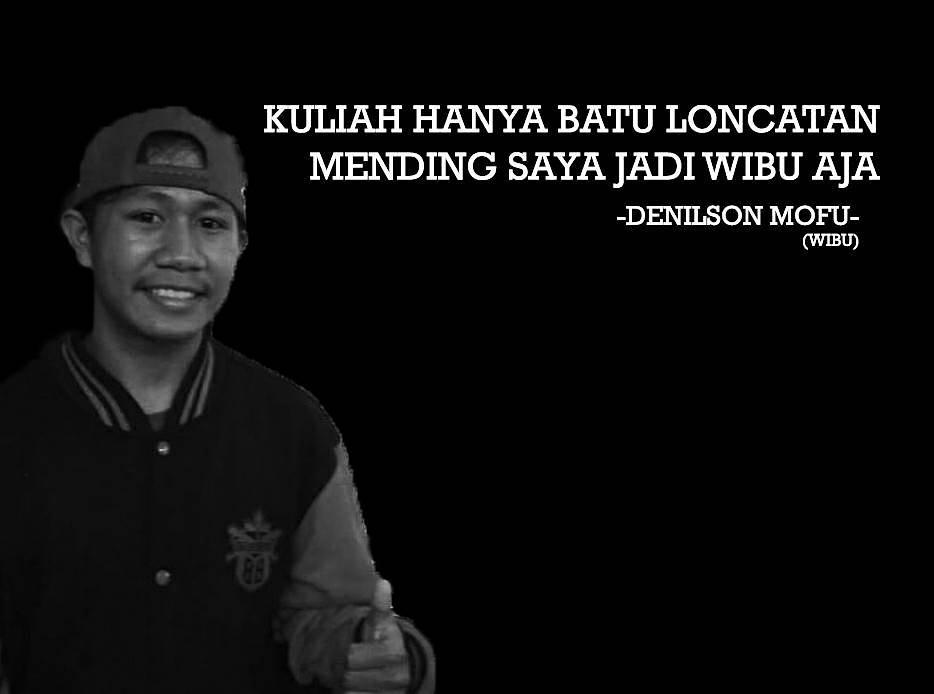 KULIAH HANYA BATU LONCATAN
MENDING SAYA JADI WIBU AJA
-DENILSON MOFU-
(WIBU)